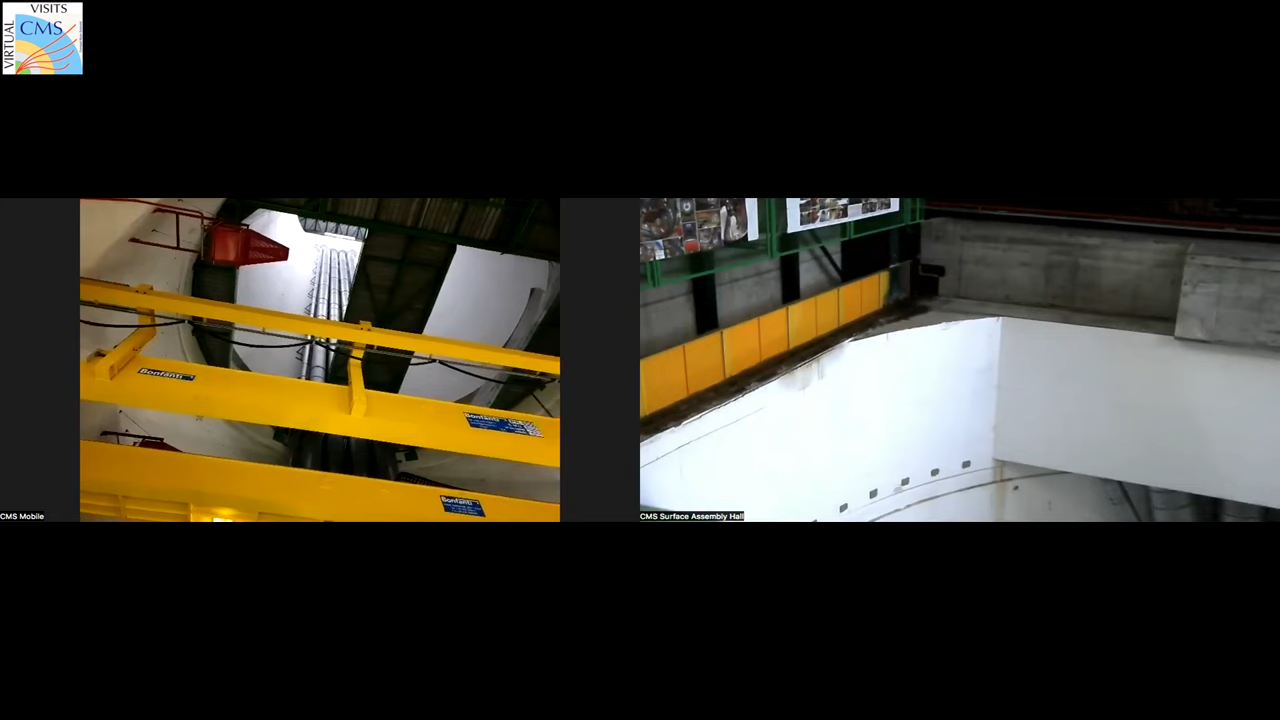 VISITS
VIRTUAL
CMS
Bonfanti
Bonfanti
Bonfanti
CMS Mobile
CMS Surface Assembly Hall